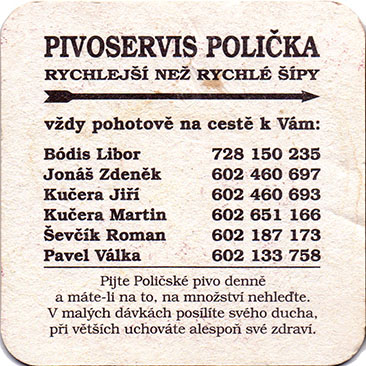 PIVOSERVIS POLIČKA
RYCHLEJŠÍ NEŽ RYCHLÉ ŠÍPY
vždy pohotově na cestě k Vám:
Bódis Libor 728 150 235
Jonáš Zdeněk 602 460 697
Kučera Jiří 602 460 693
Kučera Martin 602 651 166
Ševčík Roman 602 187 173
Pavel Válka 602 133 758
Pijte Poličské pivo denně
a máte-li na to, na množství nehleďte.
V malých dávkách posílíte svého ducha,
při větších uchováte alespoň své zdraví.